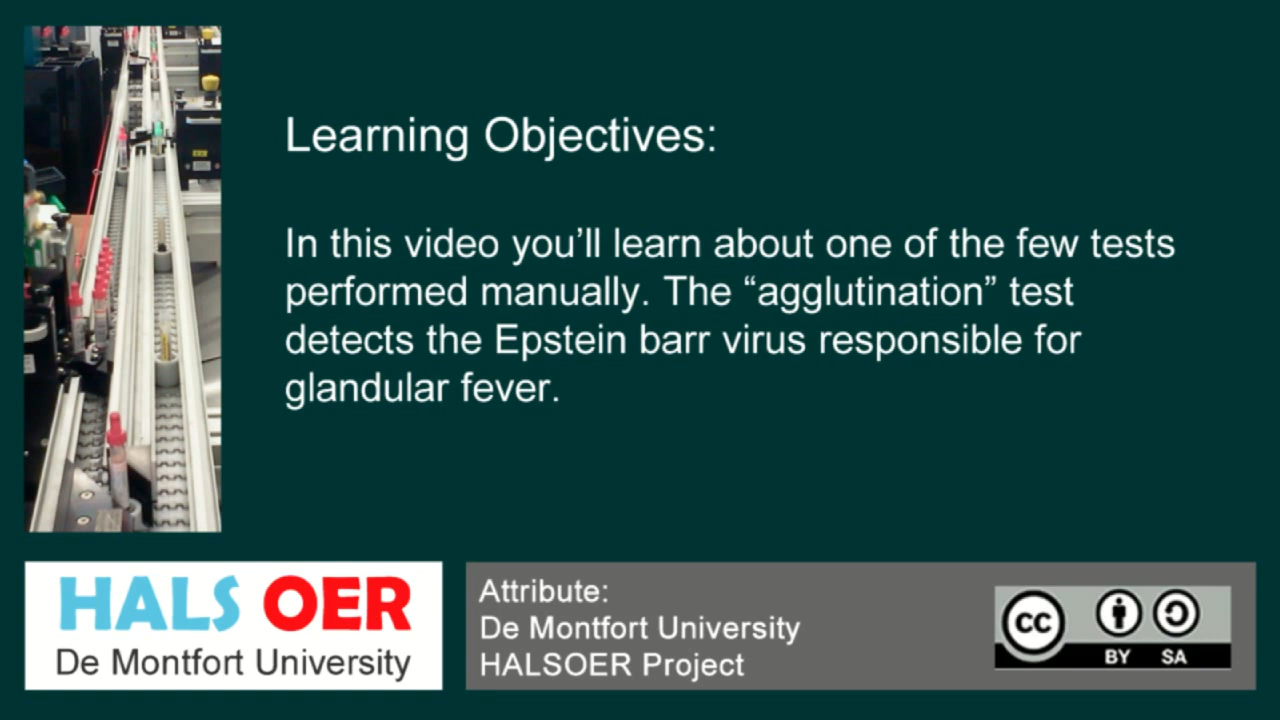 Learning Objectives:
In this video you’ll learn about one of the few tests
performed manually. The “agglutination” test
detects the Epstein barr virus responsible for
glandular fever.
HALS OER
De Montfort University
Attribute:
De Montfort University
HALSOER Project
cc
BY SA